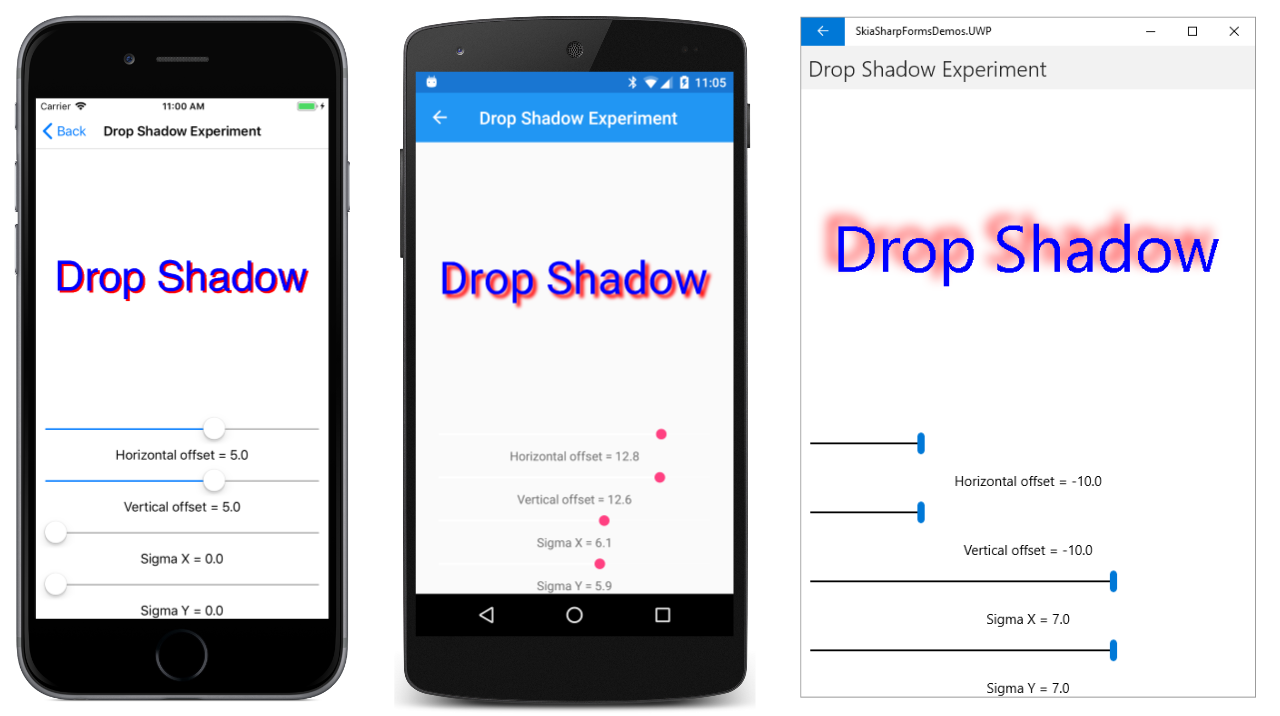 Carrier 11:00 AM
Back Drop Shadow Experiment
Drop Shadow
Horizontal offset = 5.0
Vertical offset = 5.0
Sigma X = 0.0
Sigma Y = 0.0
11:05
Drop Shadow Experiment
Drop Shadow
Horizontal offset = 12.8
Vertical offset = 12.6
Sigma X = 6.1
Sigma Y = 5.9
SkiaSharpFormsDemos.UWP
Drop Shadow Experiment
Drop Shadow
Horizontal offset = -10.0
Vertical offset = -10.0
Sigma X = 7.0
Sigma Y = 7.0